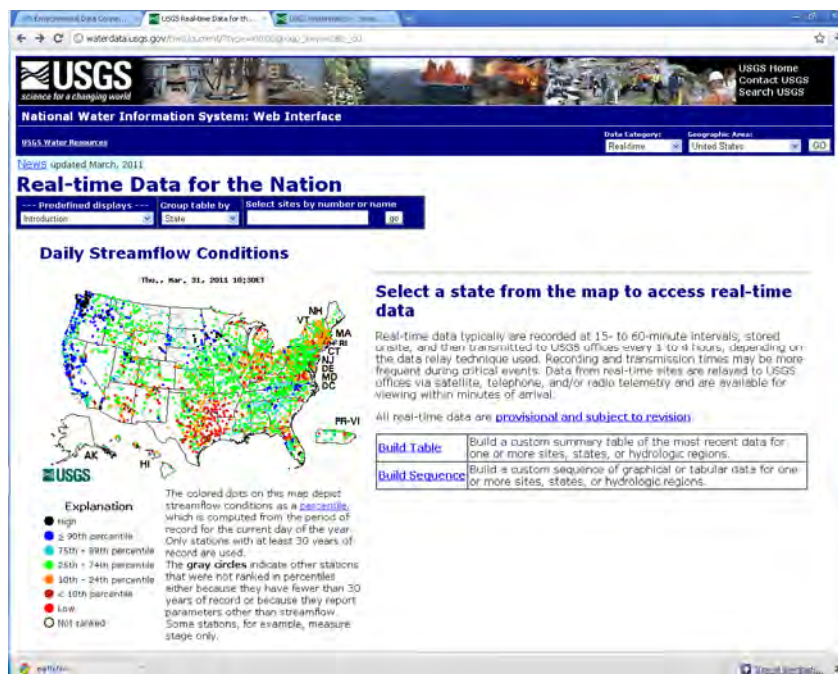 USGS Real-time Data for th...
waterdata.usgs.gov
USGS
science for a changing world
USGS Home
Contact USGS
Search USGS
National Water Information System: Web Interface
USGS Water Resources
Data Category:
Geographic Area:
Real-time
United States
GO
News updated March, 2011
Real-time Data for the Nation
--- Predefined displays ---
Group table by
Select sites by number or name
Introduction
State
go
Daily Streamflow Conditions
Thu., Mar, 31, 2011 10:30ET
NH
VT
MA
RI
CT
NJ
DE
MD
DC
PR-VI
AK
HI
USGS
Explanation
High
≥ 90th percentile
75th - 89th percentile
25th - 74th percentile
10th - 24th percentile
< 10th percentile
Low
Not ranked
The colored dots on this map depict
streamflow conditions as a percentile,
which is computed from the period of
record for the current day of the year.
Only stations with at least 30 years of
record are used.
The gray circles indicate other stations
that were not ranked in percentiles
either because they have fewer than 30
years of record or because they report
parameters other than streamflow.
Some stations, for example, measure
stage only.
Select a state from the map to access real-time
data
Real-time data typically are recorded at 15- to 60-minute intervals, stored
onsite, and then transmitted to USGS offices every 1 to 4 hours, depending on
the data relay technique used. Recording and transmission times may be more
frequent during critical events. Data from real-time sites are relayed to USGS
offices via satellite, telephone, and/or radio telemetry and are available for
viewing within minutes of arrival.
All real-time data are provisional and subject to revision
Build Table
Build a custom summary table of the most recent data for
one or more sites, states, or hydrologic regions.
Build Sequence
Build a custom sequence of graphical or tabular data for one
or more sites, states, or hydrologic regions.